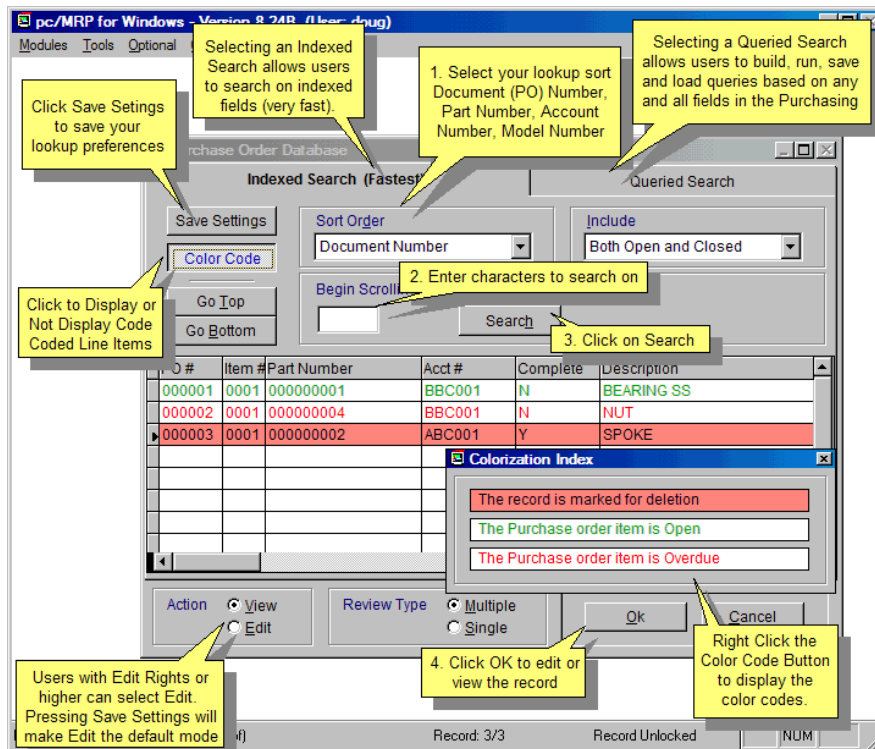 pc/MRP for Windows - Version 8.24B (User: doug)
Modules Tools Optional
Selecting an Indexed
Search allows users
to search on indexed
fields (very fast).
1. Select your lookup sort
Document (PO) Number,
Part Number, Account
Number, Model Number
Selecting a Queried Search
allows users to build, run, save
and load queries based on any
and all fields in the Purchasing
Click Save Setings
to save your
lookup preferences
rchase Order Database
Indexed Search (Fastest)
Queried Search
Save Settings
Sort Order
Include
Color Code
Document Number
Both Open and Closed
Go Top
Go Bottom
Begin Scrolli
2. Enter characters to search on
Search
3. Click on Search
Click to Display or
Not Display Code
Coded Line Items
PO # Item # Part Number Acct # Complete Description
000001 0001 000000001 BBC001 N BEARING SS
000002 0001 000000004 BBC001 N NUT
000003 0001 000000002 ABC001 Y SPOKE
Colorization Index
The record is marked for deletion
The Purchase order item is Open
The Purchase order item is Overdue
Action View
Edit
Review Type Multiple
Single
Ok
Cancel
Users with Edit Rights or
higher can select Edit.
Pressing Save Settings will
make Edit the default mode
4. Click OK to edit or
view the record
Right Click the
Color Code Button
to display the
color codes.
Record: 3/3
Record Unlocked
NUM